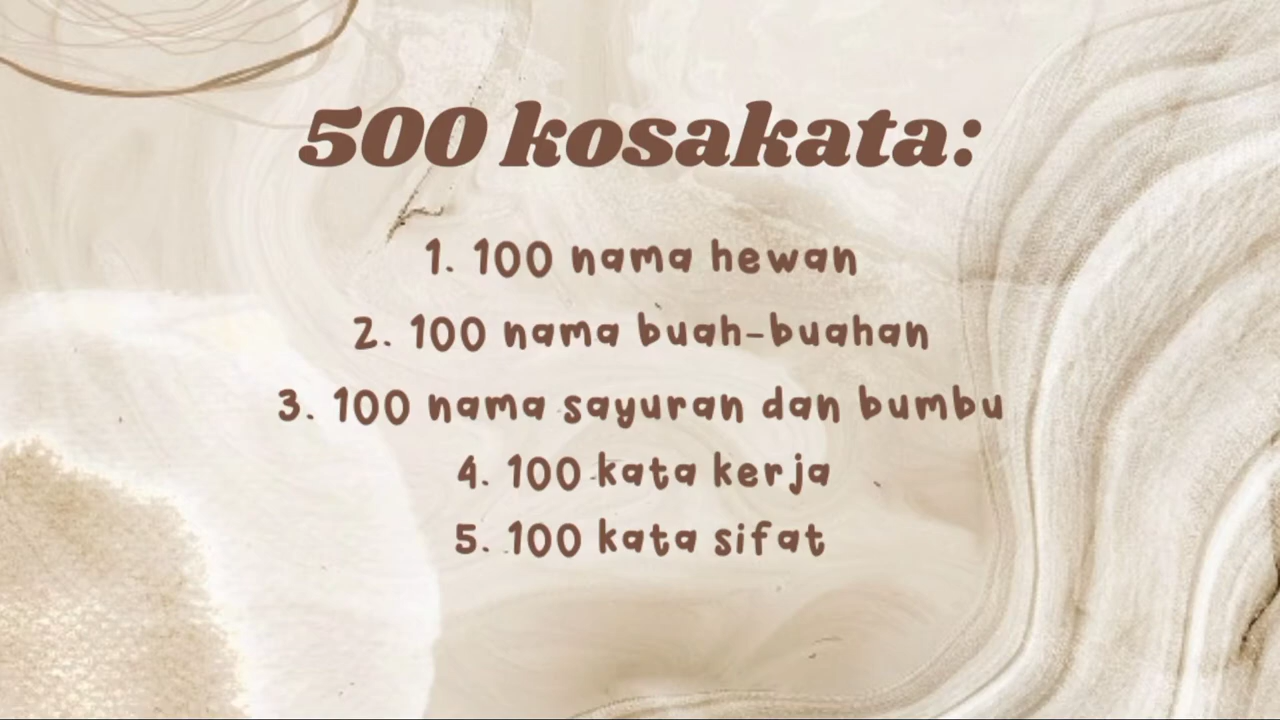 500 kosakata:
1. 100 nama hewan
2. 100 nama buah-buahan
3. 100 nama sayuran dan bumbu
4. 100 kata kerja
5. 100 kata sifat